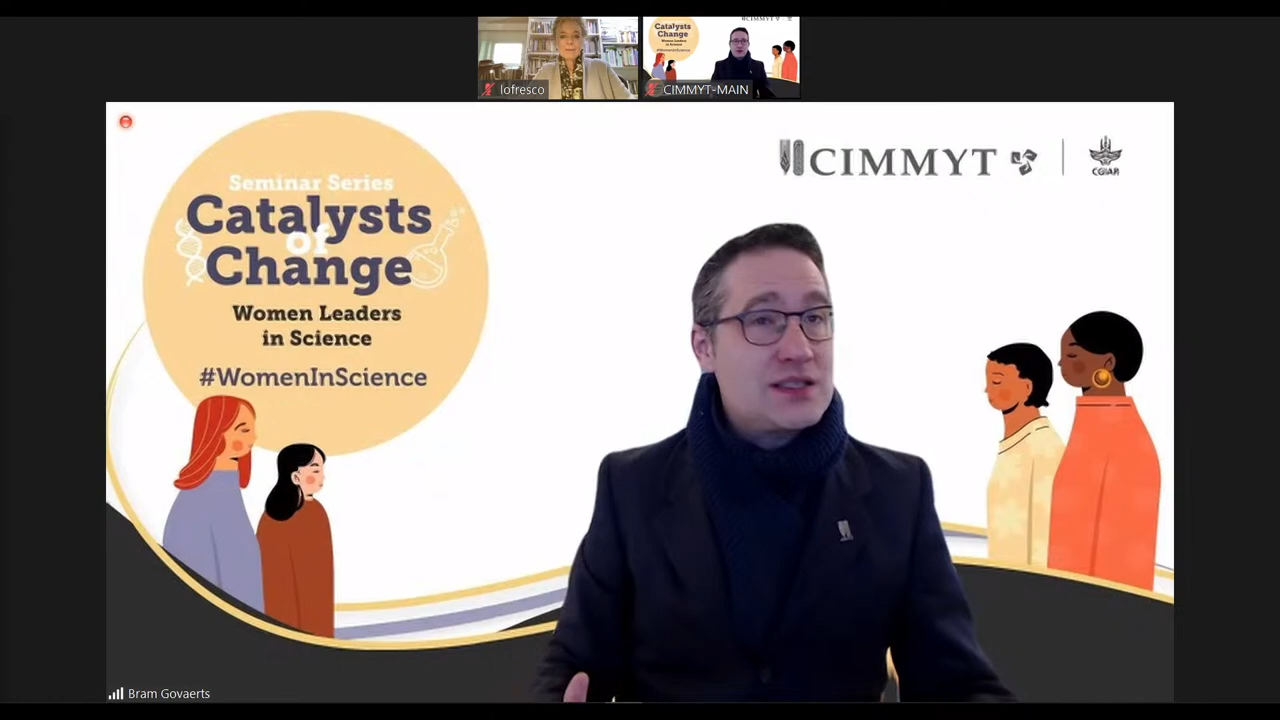 lofresco
CIMMYT-MAIN
Catalysts
Change
Women Leaders
in Science
#WomenInScience
Seminar Series
Catalysts
of
Change
Women Leaders
in Science
#WomenInScience
CIMMYT
CGIAR
Bram Govaerts